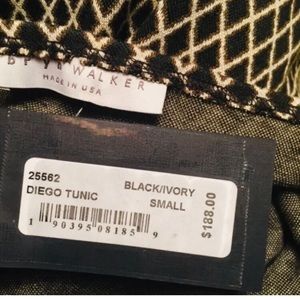 WALKER
MADE IN USA
25562
DIEGO TUNIC BLACK/IVORY
SMALL
$188.00
1 90395 08185 9